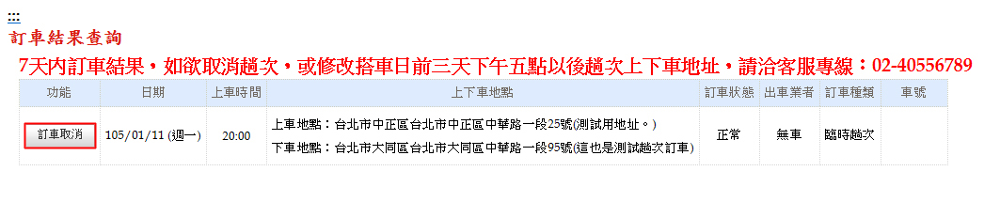 :::
訂車結果查詢
7天內訂車結果，如欲取消趟次，或修改搭車日前三天下午五點以後趟次上下車地址，請洽客服專線：02-40556789
功能 日期 上車時間 上下車地點 訂車狀態 出車業者 訂車種類 車號
訂車取消 105/01/11 (週一) 20:00 上車地點：台北市中正區台北市中正區中華路一段25號(測試用地址。) 正常 無車 臨時趟次
下車地點：台北市大同區台北市大同區中華路一段95號(這也是測試趟次訂車)